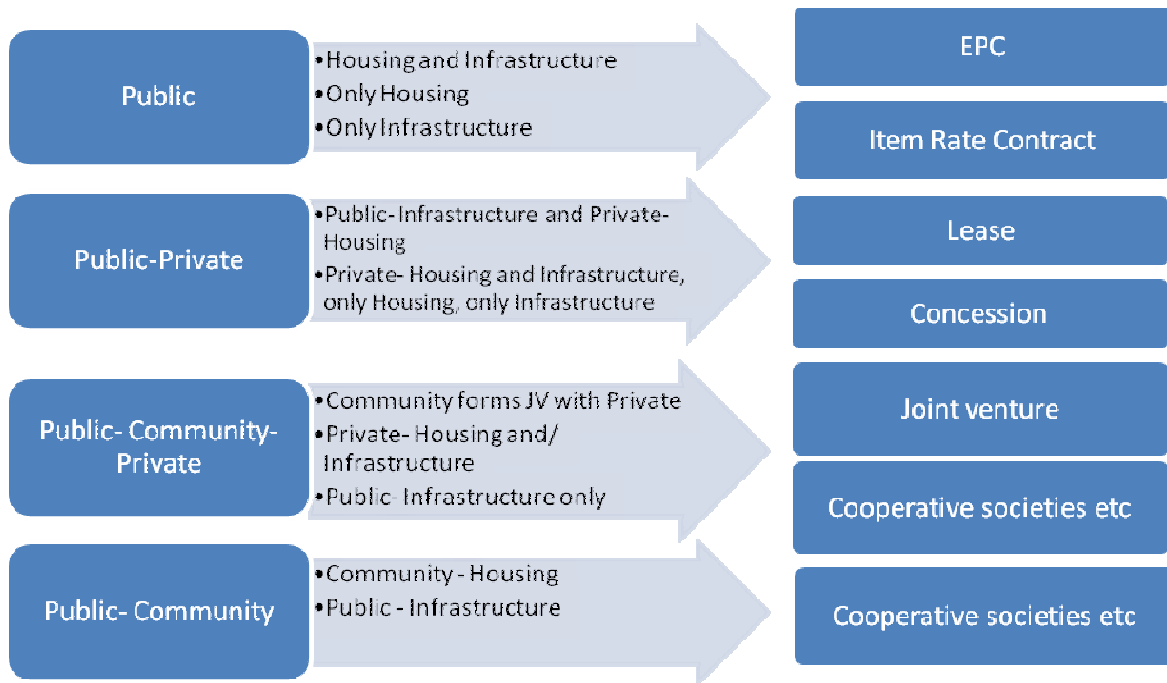 Public
•Housing and Infrastructure
•Only Housing
•Only Infrastructure
EPC
Item Rate Contract
Public-Private
•Public- Infrastructure and Private-
Housing
•Private- Housing and Infrastructure,
only Housing, only Infrastructure
Lease
Concession
Public- Community-
Private
•Community forms JV with Private
•Private- Housing and/
Infrastructure
•Public- Infrastructure only
Joint venture
Cooperative societies etc
Public- Community
•Community - Housing
•Public - Infrastructure
Cooperative societies etc